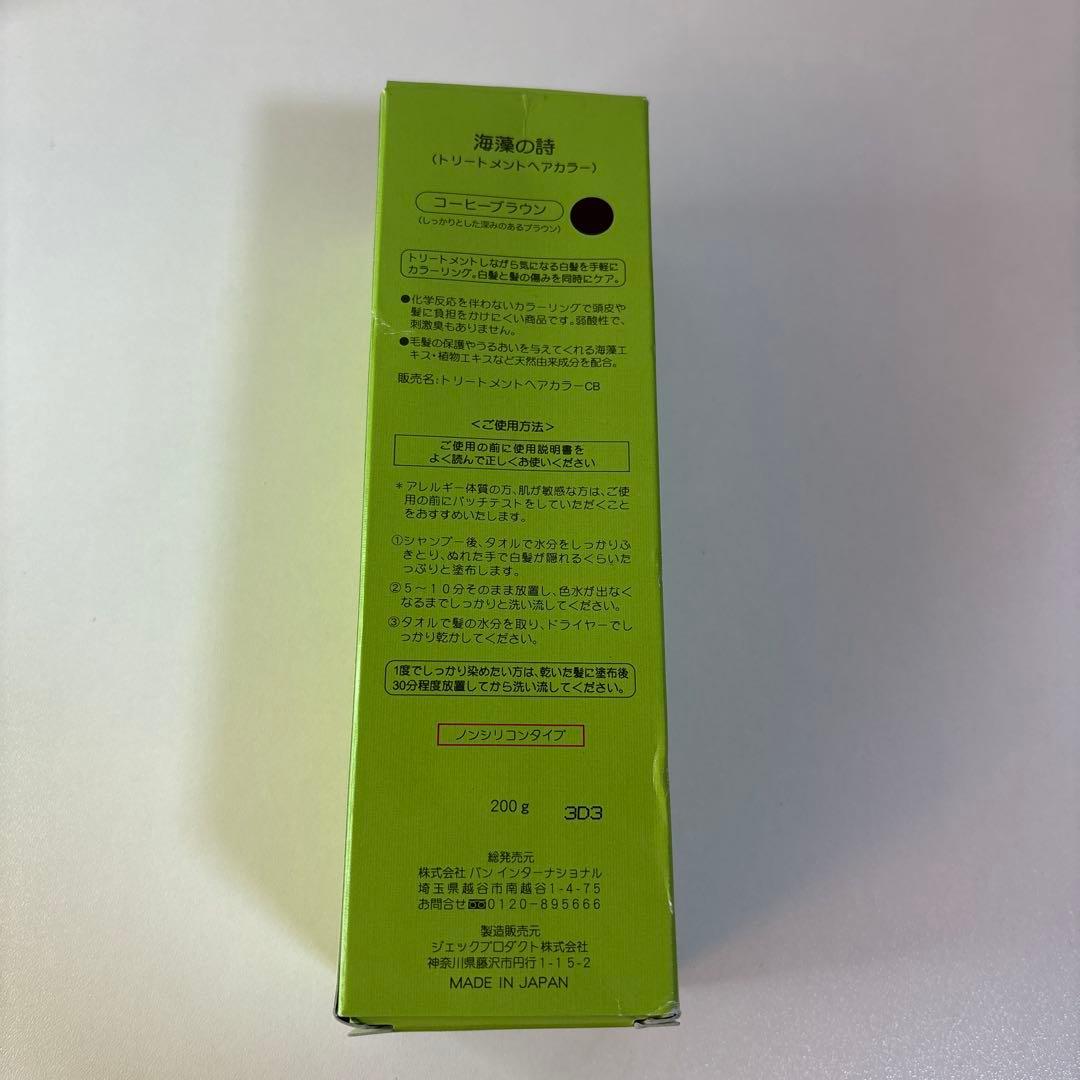 海藻の詩
(トリートメントヘアカラー)
コーヒーブラウン
(しっかりとした深みのあるブラウン)
トリートメントしながら気になる白髪を手軽に
カラーリング。白髪と髪の傷みを同時にケア。
●化学反応を伴わないカラーリングで頭皮や
髪に負担をかけにくい商品です。弱酸性で、
刺激臭もありません。
●毛髪の保護やうるおいを与えてくれる海藻エ
キス・植物エキスなど天然由来成分を配合。
販売名:トリートメントヘアカラーCB
<ご使用方法>
ご使用の前に使用説明書を
よく読んで正しくお使いください
*アレルギー体質の方、肌が敏感な方は、ご使
用の前にパッチテストをしていただくこと
をおすすめいたします。
①シャンプー後、タオルで水分をしっかりふ
きとり、ぬれた手で白髪が隠れるくらいた
っぷりと塗布します。
②5~10分そのまま放置し、色水が出なく
なるまでしっかりと洗い流してください。
③タオルで髪の水分を取り、ドライヤーでし
っかり乾かしてください。
1度でしっかり染めたい方は、乾いた髪に塗布後
30分程度放置してから洗い流してください。
ノンシリコンタイプ
200g 3D3
総発売元
株式会社 バン インターナショナル
埼玉県越谷市南越谷1-4-75
お問合せ 0120-895666
製造販売元
ジェックプロダクト株式会社
神奈川県藤沢市円行1-15-2
MADE IN JAPAN